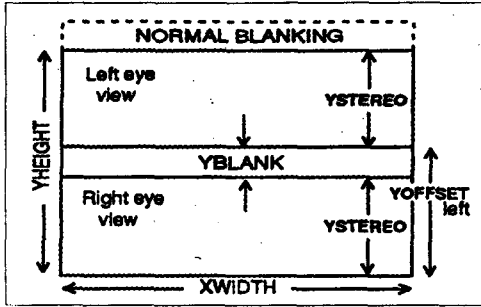 NORMAL BLANKING
Left eye
view
YSTEREO
YHEIGHT
YBLANK
Right eye
view
YOFFSET
left
YSTEREO
XWIDTH